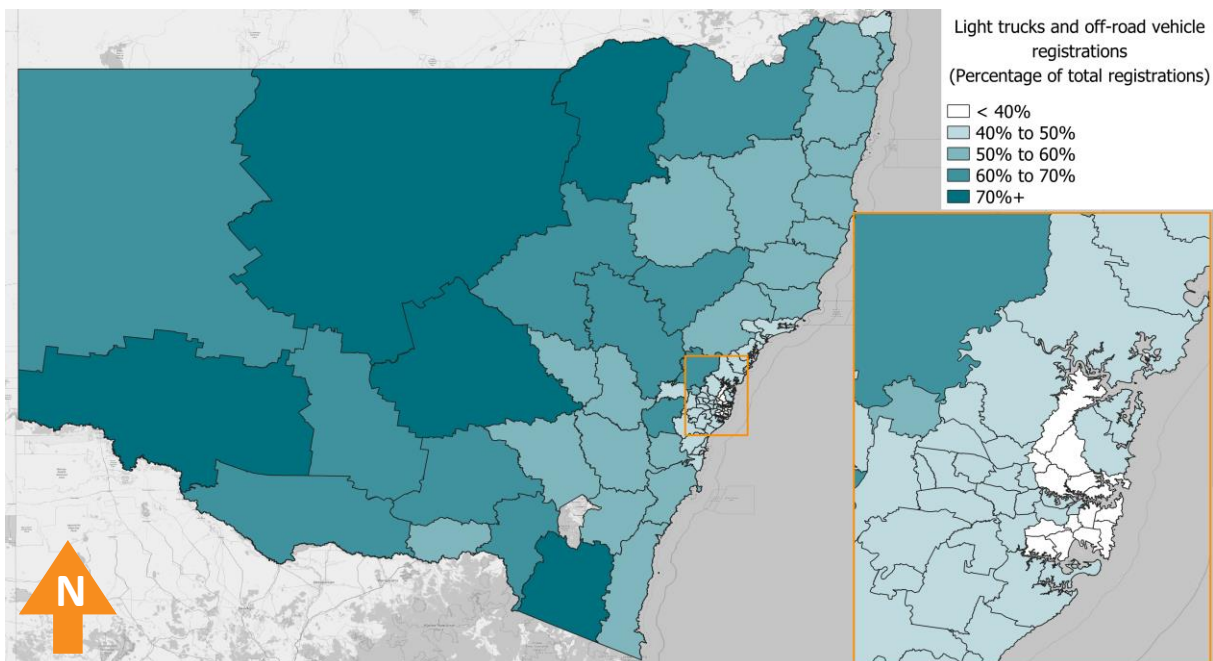 Light trucks and off-road vehicle
registrations
(Percentage of total registrations)
< 40%
40% to 50%
50% to 60%
60% to 70%
70%+
N